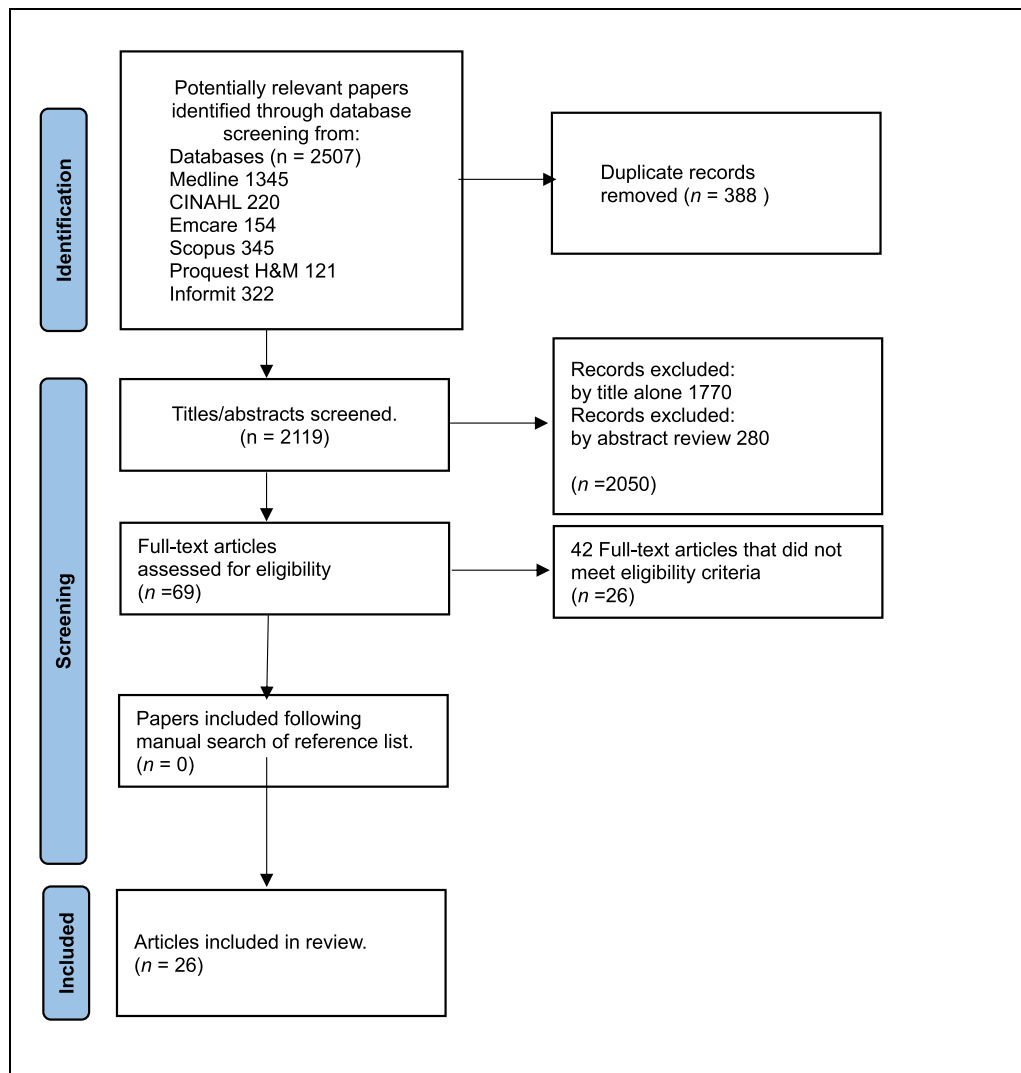 Identification
Potentially relevant papers
identified through database
screening from:
Databases (n = 2507)
Medline 1345
CINAHL 220
Emcare 154
Scopus 345
Proquest H&M 121
Informit 322
Duplicate records
removed (n = 388 )
Screening
Titles/abstracts screened.
(n = 2119)
Records excluded:
by title alone 1770
Records excluded:
by abstract review 280
(n =2050)
Full-text articles
assessed for eligibility
(n =69)
42 Full-text articles that did not
meet eligibility criteria
(n =26)
Papers included following
manual search of reference list.
(n = 0)
Included
Articles included in review.
(n = 26)